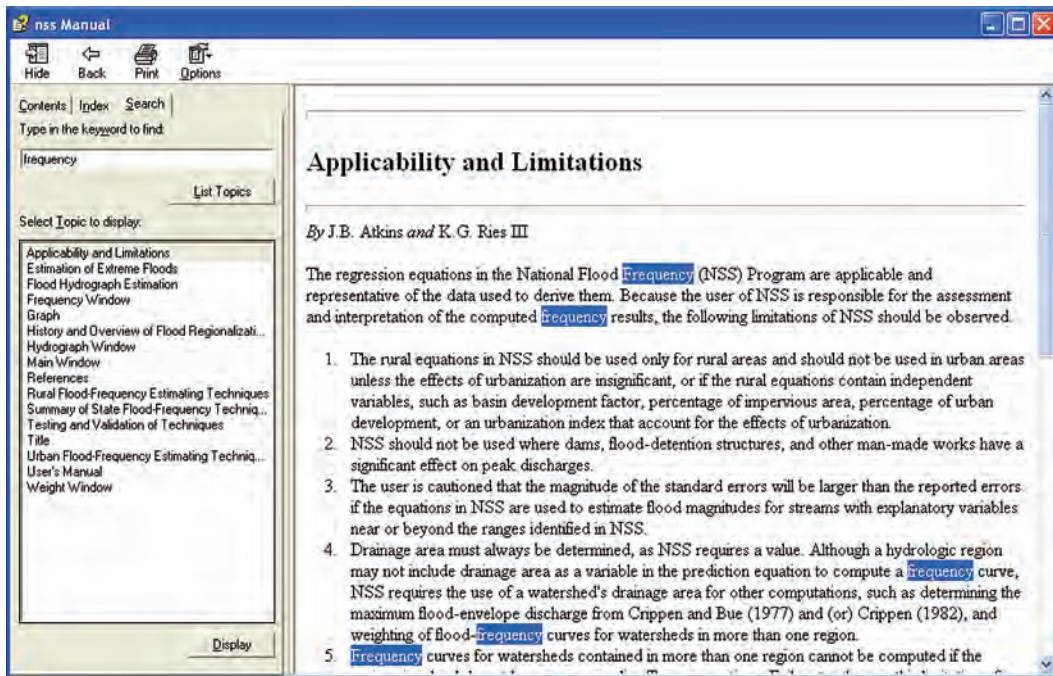 nss Manual
Hide Back Print Options
Contents Index Search
Type in the keyword to find:
frequency
List Topics
Select Topic to display:
Applicability and Limitations
Estimation of Extreme Floods
Flood Hydrograph Estimation
Frequency Window
Graph
History and Overview of Flood Regionalizati...
Hydrograph Window
Main Window
References
Rural Flood-Frequency Estimating Techniques
Summary of State Flood-Frequency Techniq...
Testing and Validation of Techniques
Title
Urban Flood-Frequency Estimating Techniq...
User's Manual
Weight Window
Display
Applicability and Limitations
By J.B. Atkins and K.G. Ries III
The regression equations in the National Flood Frequency (NSS) Program are applicable and
representative of the data used to derive them. Because the user of NSS is responsible for the assessment
and interpretation of the computed frequency results, the following limitations of NSS should be observed.
1. The rural equations in NSS should be used only for rural areas and should not be used in urban areas
unless the effects of urbanization are insignificant, or if the rural equations contain independent
variables, such as basin development factor, percentage of impervious area, percentage of urban
development, or an urbanization index that account for the effects of urbanization.
2. NSS should not be used where dams, flood-detention structures, and other man-made works have a
significant effect on peak discharges.
3. The user is cautioned that the magnitude of the standard errors will be larger than the reported errors
if the equations in NSS are used to estimate flood magnitudes for streams with explanatory variables
near or beyond the ranges identified in NSS.
4. Drainage area must always be determined, as NSS requires a value. Although a hydrologic region
may not include drainage area as a variable in the prediction equation to compute a frequency curve,
NSS requires the use of a watershed's drainage area for other computations, such as determining the
maximum flood-envelope discharge from Crippen and Bue (1977) and (or) Crippen (1982), and
weighting of flood-frequency curves for watersheds in more than one region.
5. Frequency curves for watersheds contained in more than one region cannot be computed if the